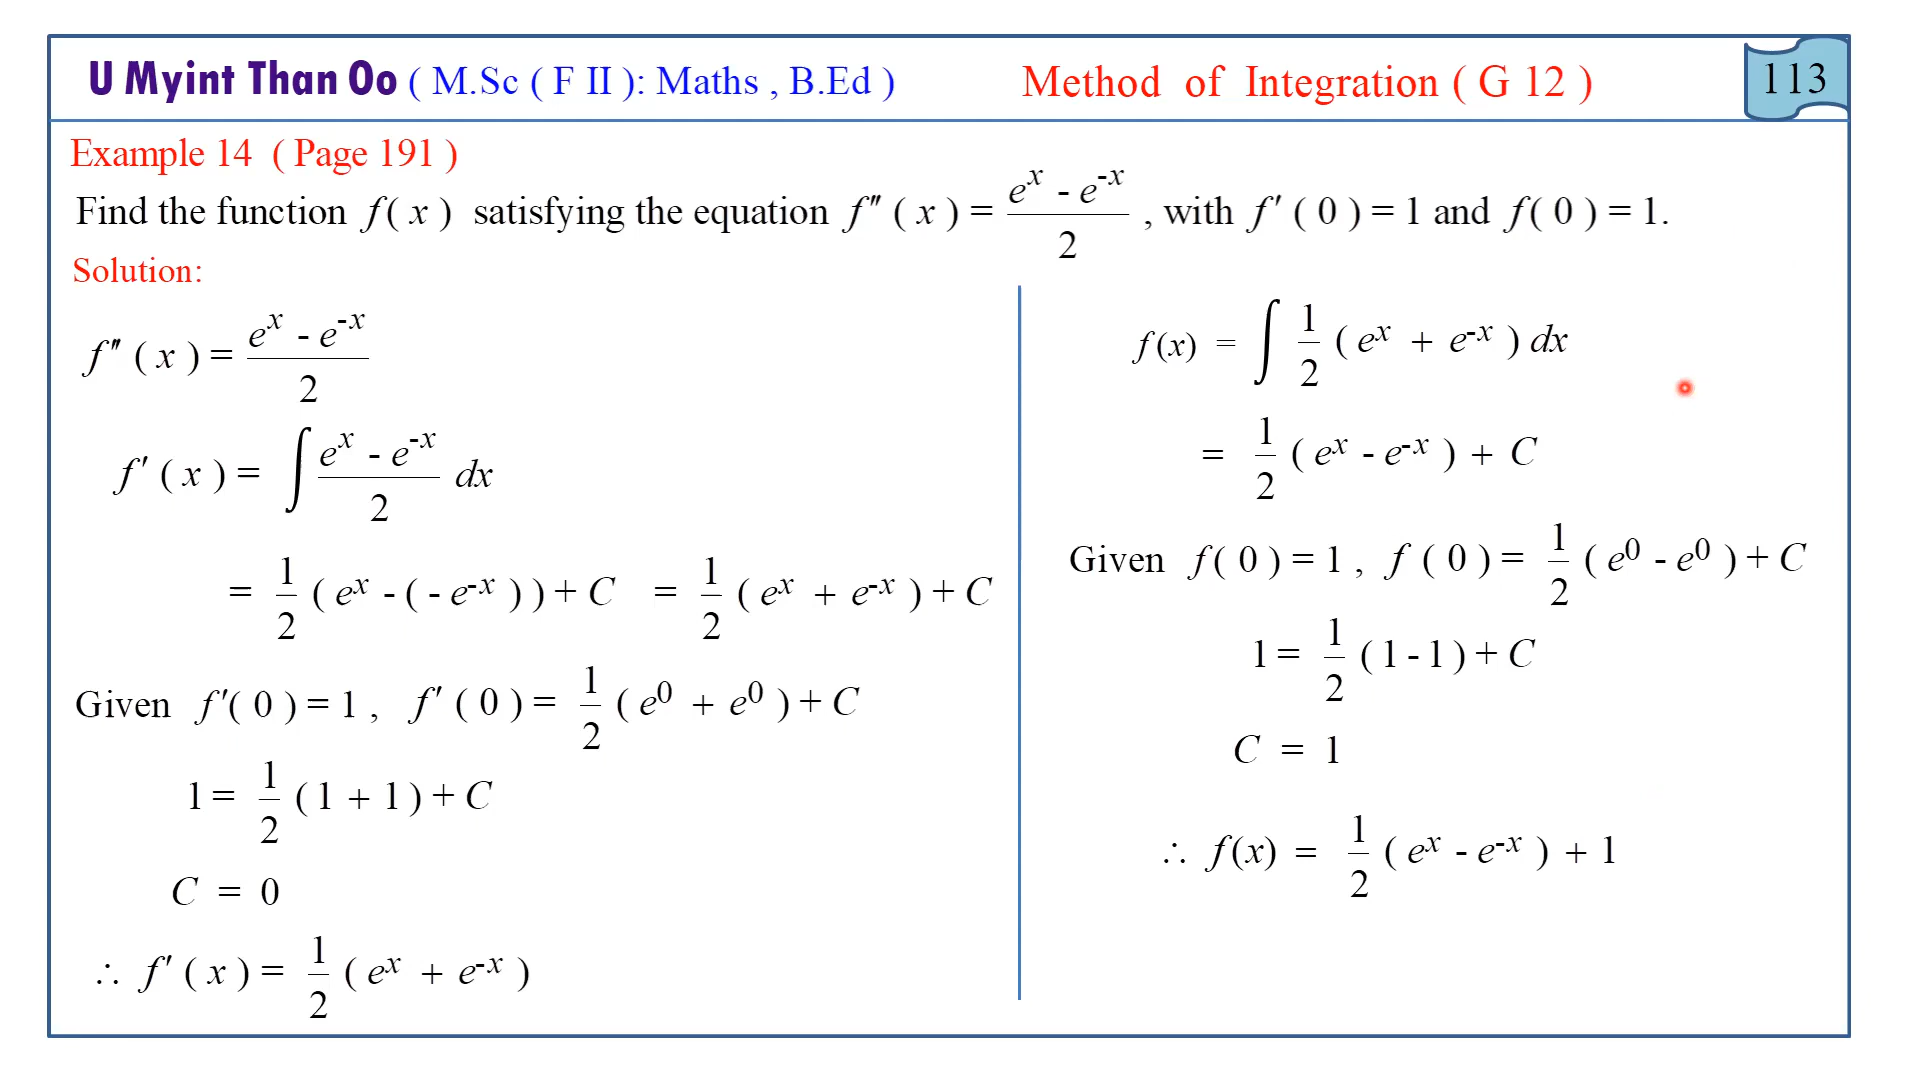 U Myint Than Oo ( M.Sc ( F II ): Maths , B.Ed ) Method of Integration ( G 12 ) 113
Example 14 ( Page 191 )
Find the function f( x ) satisfying the equation f″ ( x ) = (e^x - e^-x)/2 , with f′ ( 0 ) = 1 and f( 0 ) = 1.
Solution:
f″ ( x ) = (e^x - e^-x)/2
f′ ( x ) = ∫ (e^x - e^-x)/2 dx
= 1/2 ( e^x - ( - e^-x ) ) + C = 1/2 ( e^x + e^-x ) + C
Given f′( 0 ) = 1 , f′ ( 0 ) = 1/2 ( e^0 + e^0 ) + C
1 = 1/2 ( 1 + 1 ) + C
C = 0
∴ f′ ( x ) = 1/2 ( e^x + e^-x )
f (x) = ∫ 1/2 ( e^x + e^-x ) dx
= 1/2 ( e^x - e^-x ) + C
Given f( 0 ) = 1 , f ( 0 ) = 1/2 ( e^0 - e^0 ) + C
1 = 1/2 ( 1 - 1 ) + C
C = 1
∴ f(x) = 1/2 ( e^x - e^-x ) + 1